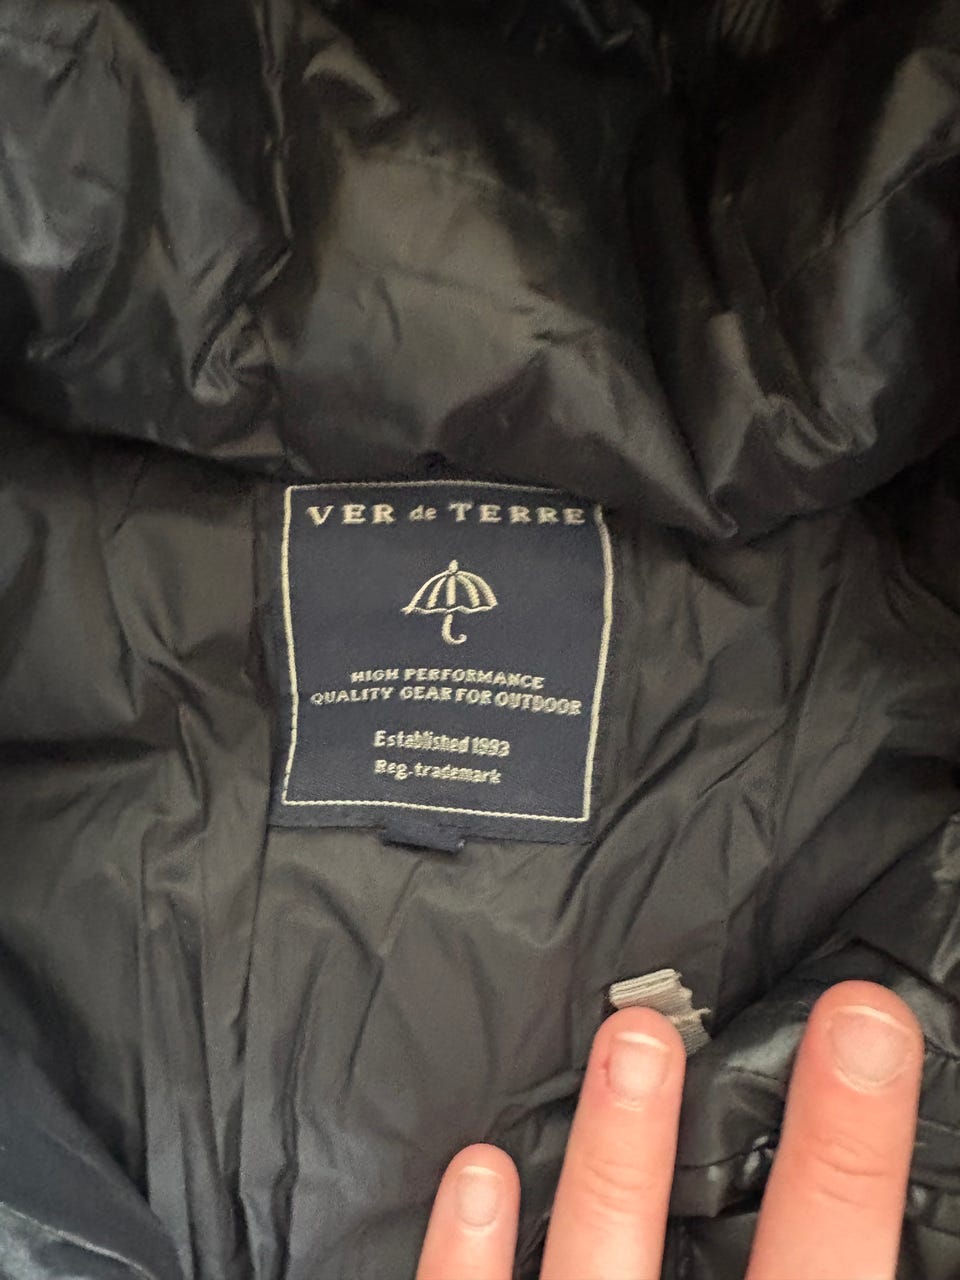 VER de TERRE
HIGH PERFORMANCE
QUALITY GEAR FOR OUTDOOR
Established 1993
Reg. trademark